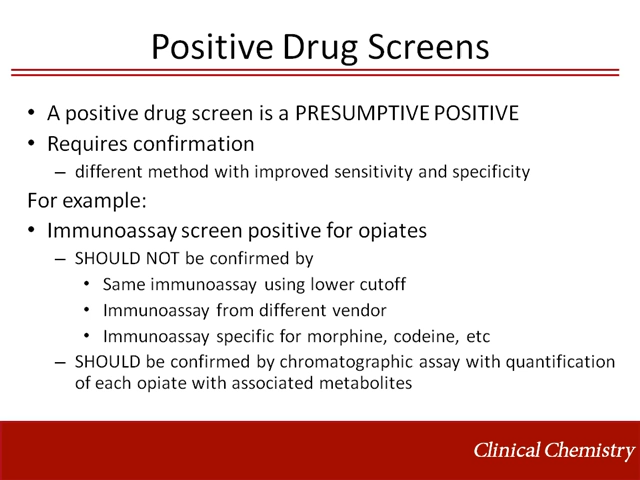 Positive Drug Screens
• A positive drug screen is a PRESUMPTIVE POSITIVE
• Requires confirmation
– different method with improved sensitivity and specificity
For example:
• Immunoassay screen positive for opiates
– SHOULD NOT be confirmed by
• Same immunoassay using lower cutoff
• Immunoassay from different vendor
• Immunoassay specific for morphine, codeine, etc
– SHOULD be confirmed by chromatographic assay with quantification
of each opiate with associated metabolites
Clinical Chemistry